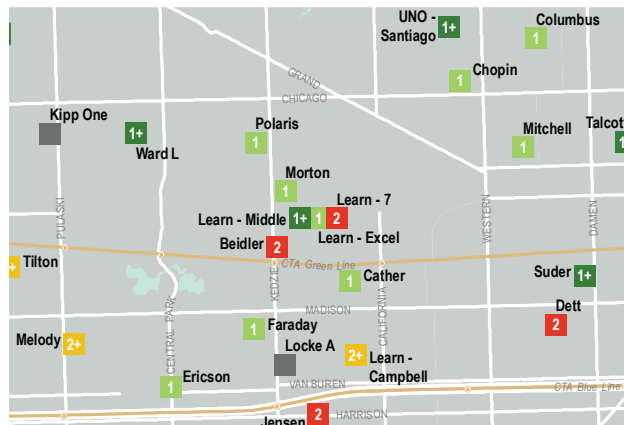 UNO -
Santiago
1+
Columbus
1
GRAND
Chopin
1
CHICAGO
Kipp One
1+
Ward L
Polaris
1
Mitchell
1
Talcot
1
Morton
1
Learn - 7
Learn - Middle
1+
1
2
Learn - Excel
PULASKI
WESTERN
DAMEN
Beidler
2
CTA Green Line
+
Tilton
KEDZIE
Cather
1
Suder
1+
CENTRAL PARK
MADISON
CALIFORNIA
Dett
2
Melody
2+
Faraday
1
Locke A
2+
Learn -
Campbell
Ericson
1
VAN BUREN
CTA Blue Line
Jensen
2
HARRISON